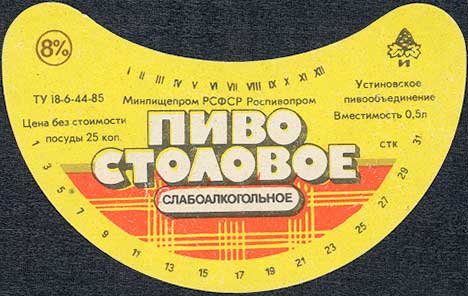 8%
И
I II III IV V VI VII VIII IX X XI XII
ТУ 18-6-44-85
Минпищепром РСФСР Роспивопром
Устиновское
пивообъединение
Цена без стоимости
посуды 25 коп.
Вместимость 0,5л
ПИВО
СТОЛОВОЕ
СЛАБОАЛКОГОЛЬНОЕ
стк
1 3 5 7 9 11 13 15 17 19 21 23 25 27 29 31